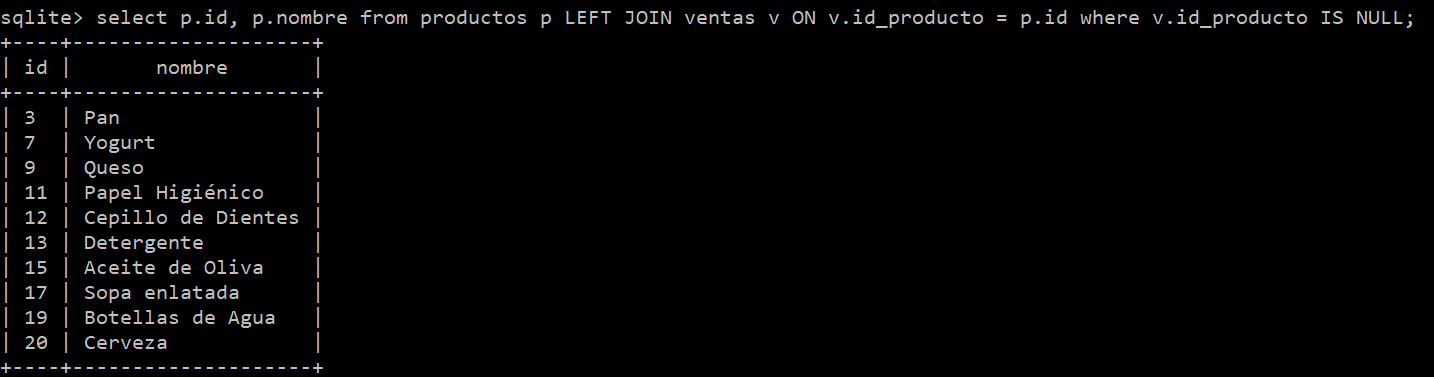 sqlite> select p.id, p.nombre from productos p LEFT JOIN ventas v ON v.id_producto = p.id where v.id_producto IS NULL;
+----+--------------------+
| id |       nombre       |
+----+--------------------+
| 3  | Pan                |
| 7  | Yogurt             |
| 9  | Queso              |
| 11 | Papel Higiénico    |
| 12 | Cepillo de Dientes |
| 13 | Detergente         |
| 15 | Aceite de Oliva    |
| 17 | Sopa enlatada      |
| 19 | Botellas de Agua   |
| 20 | Cerveza            |
+----+--------------------+